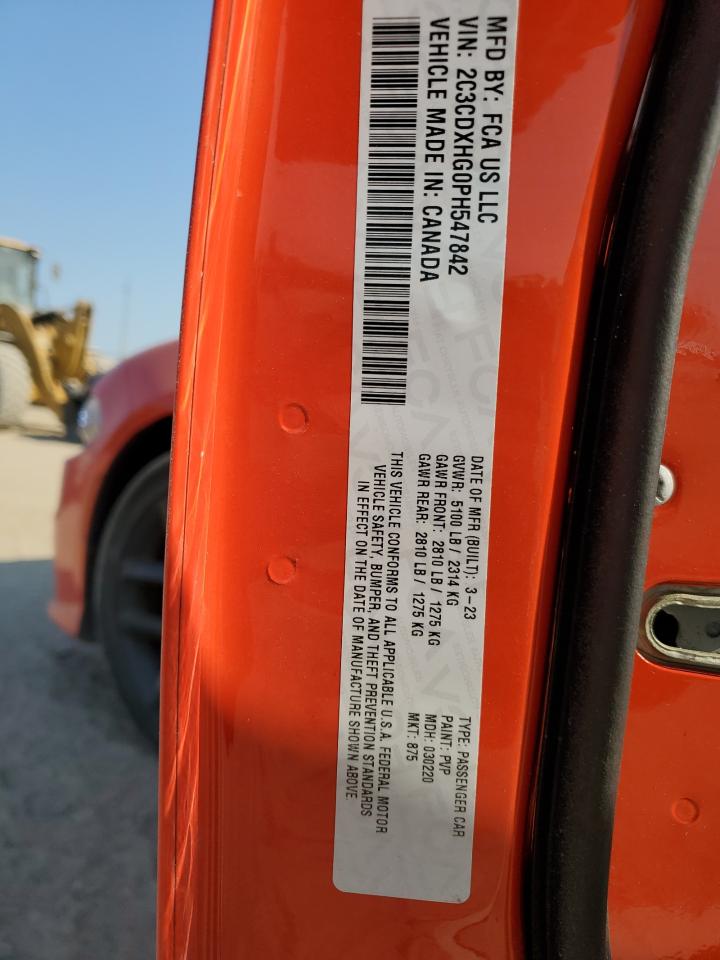 MFD BY: FCA US LLC
VIN: 2C3CDXHG0PH547842
VEHICLE MADE IN: CANADA
DATE OF MFR (BUILT): 3-23
GVWR: 5100 LB / 2314 KG
GAWR FRONT: 2810 LB / 1275 KG
GAWR REAR: 2810 LB / 1275 KG
THIS VEHICLE CONFORMS TO ALL APPLICABLE U.S.A. FEDERAL MOTOR
VEHICLE SAFETY, BUMPER, AND THEFT PREVENTION STANDARDS
IN EFFECT ON THE DATE OF MANUFACTURE SHOWN ABOVE.
TYPE: PASSENGER CAR
PAINT: PVP
MDH: 030220
MKT: 875